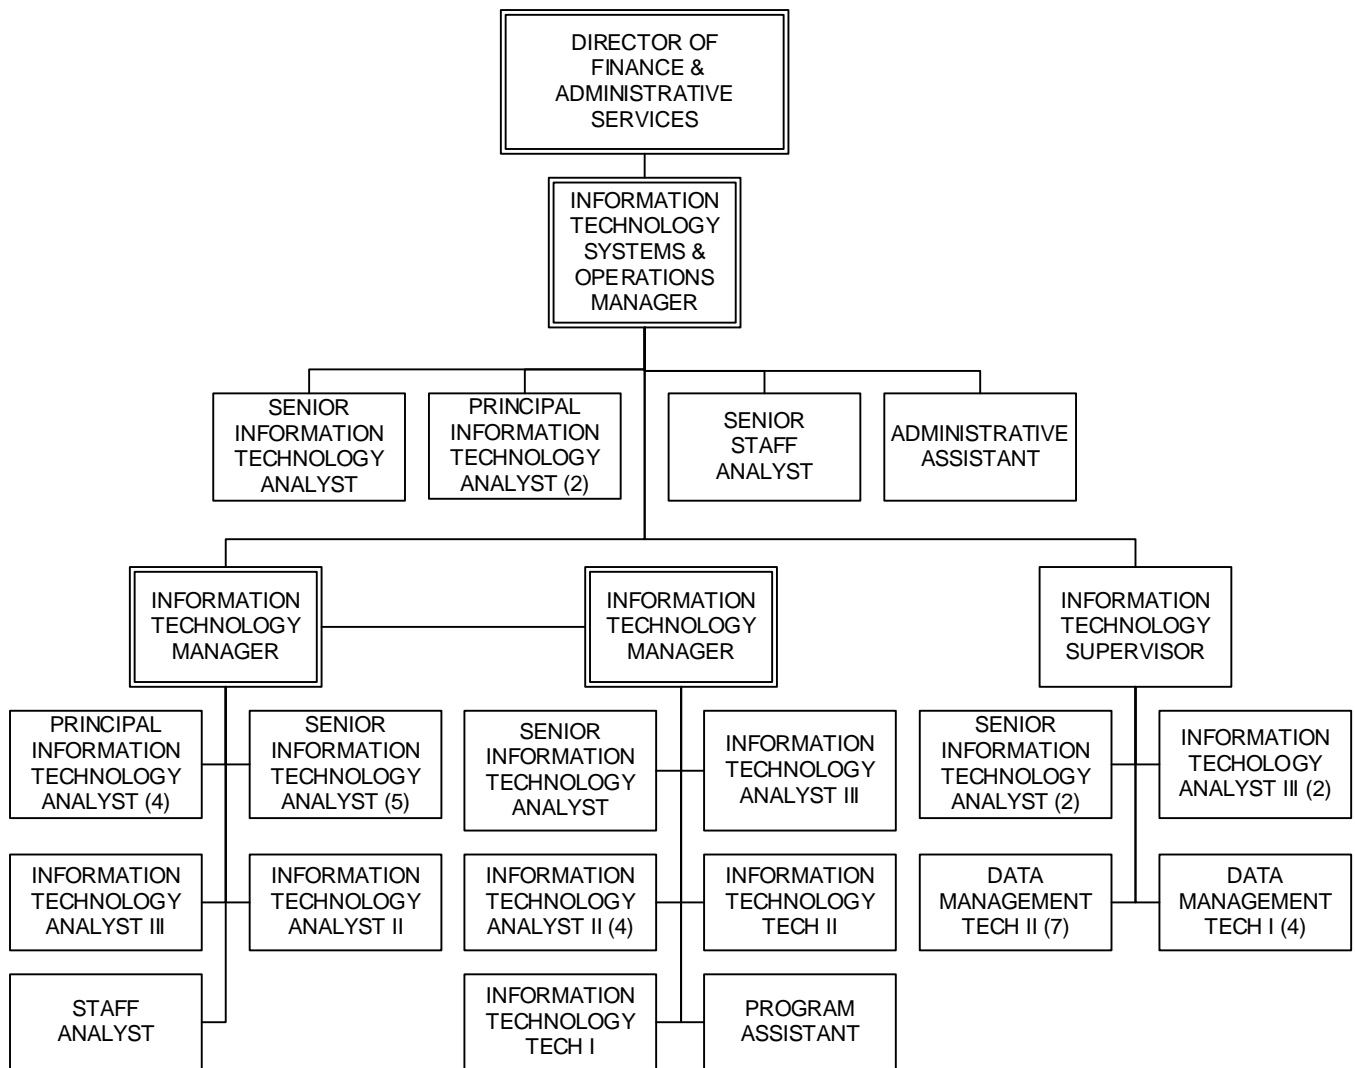 DIRECTOR OF
FINANCE &
ADMINISTRATIVE
SERVICES
INFORMATION
TECHNOLOGY
SYSTEMS &
OPERATIONS
MANAGER
SENIOR
INFORMATION
TECHNOLOGY
ANALYST
PRINCIPAL
INFORMATION
TECHNOLOGY
ANALYST (2)
SENIOR
STAFF
ANALYST
ADMINISTRATIVE
ASSISTANT
INFORMATION
TECHNOLOGY
MANAGER
INFORMATION
TECHNOLOGY
MANAGER
INFORMATION
TECHNOLOGY
SUPERVISOR
PRINCIPAL
INFORMATION
TECHNOLOGY
ANALYST (4)
SENIOR
INFORMATION
TECHNOLOGY
ANALYST (5)
SENIOR
INFORMATION
TECHNOLOGY
ANALYST
INFORMATION
TECHNOLOGY
ANALYST III
SENIOR
INFORMATION
TECHNOLOGY
ANALYST (2)
INFORMATION
TECHOLOGY
ANALYST III (2)
INFORMATION
TECHNOLOGY
ANALYST III
INFORMATION
TECHNOLOGY
ANALYST II
INFORMATION
TECHNOLOGY
ANALYST II (4)
INFORMATION
TECHNOLOGY
TECH II
DATA
MANAGEMENT
TECH II (7)
DATA
MANAGEMENT
TECH I (4)
STAFF
ANALYST
INFORMATION
TECHNOLOGY
TECH I
PROGRAM
ASSISTANT